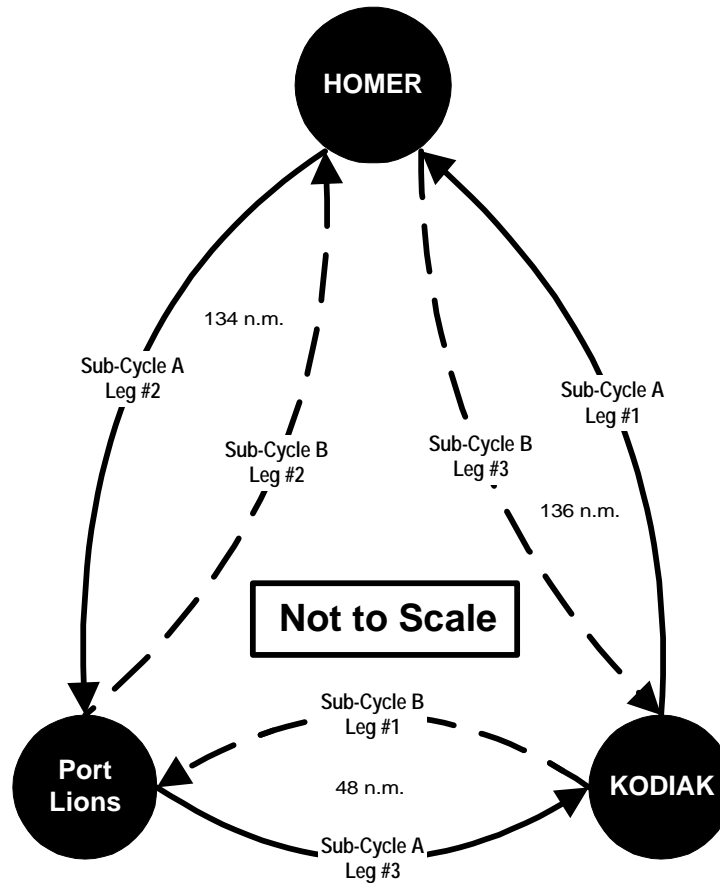 HOMER
134 n.m.
Sub-Cycle A
Leg #2
Sub-Cycle A
Leg #1
Sub-Cycle B
Leg #2
Sub-Cycle B
Leg #3
136 n.m.
Not to Scale
Sub-Cycle B
Leg #1
Port
Lions
48 n.m.
KODIAK
Sub-Cycle A
Leg #3